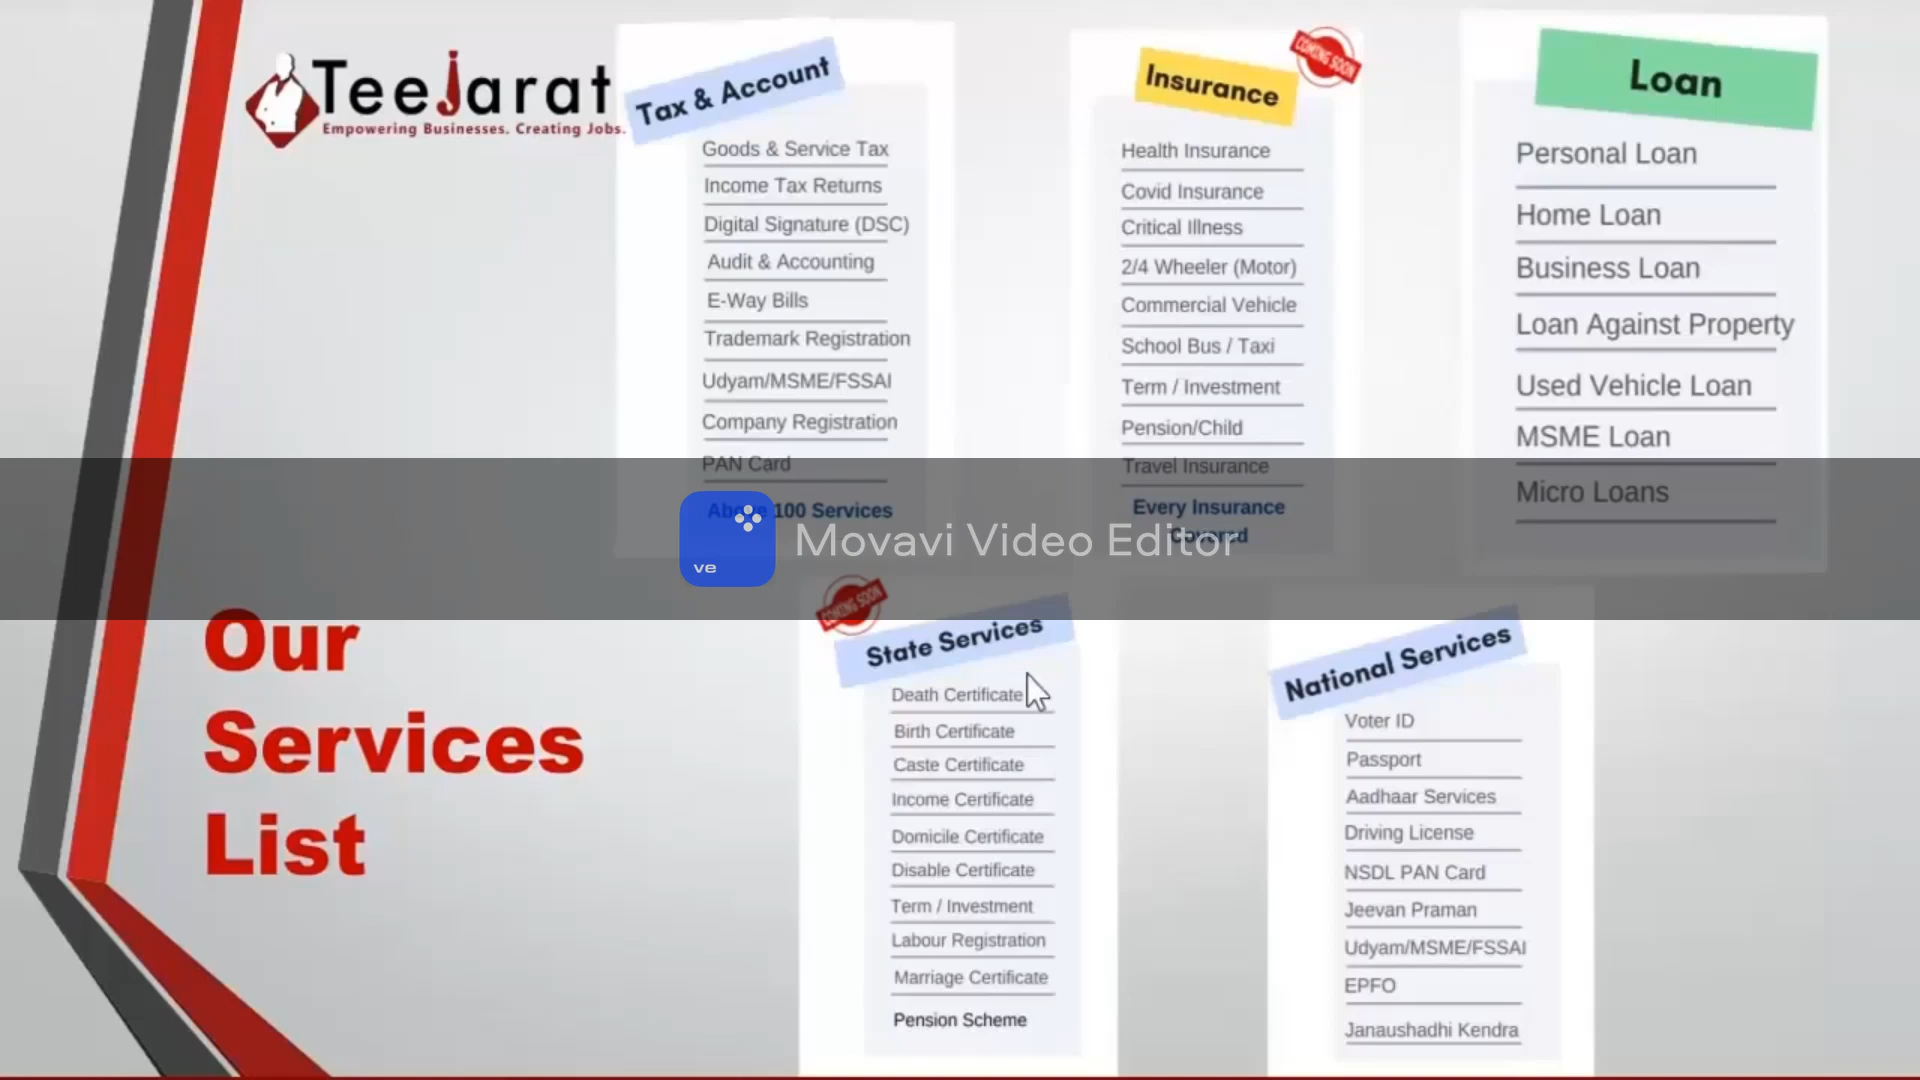 TeeJarat
Empowering Businesses. Creating Jobs.
Tax & Account
Goods & Service Tax
Income Tax Returns
Digital Signature (DSC)
Audit & Accounting
E-Way Bills
Trademark Registration
Udyam/MSME/FSSAI
Company Registration
PAN Card
Above 100 Services
COMING SOON
Insurance
Health Insurance
Covid Insurance
Critical Illness
2/4 Wheeler (Motor)
Commercial Vehicle
School Bus / Taxi
Term / Investment
Pension/Child
Travel Insurance
Every Insurance
Covered
Loan
Personal Loan
Home Loan
Business Loan
Loan Against Property
Used Vehicle Loan
MSME Loan
Micro Loans
ve
Movavi Video Editor
Our
Services
List
COMING SOON
State Services
Death Certificate
Birth Certificate
Caste Certificate
Income Certificate
Domicile Certificate
Disable Certificate
Term / Investment
Labour Registration
Marriage Certificate
Pension Scheme
National Services
Voter ID
Passport
Aadhaar Services
Driving License
NSDL PAN Card
Jeevan Praman
Udyam/MSME/FSSAI
EPFO
Janaushadhi Kendra